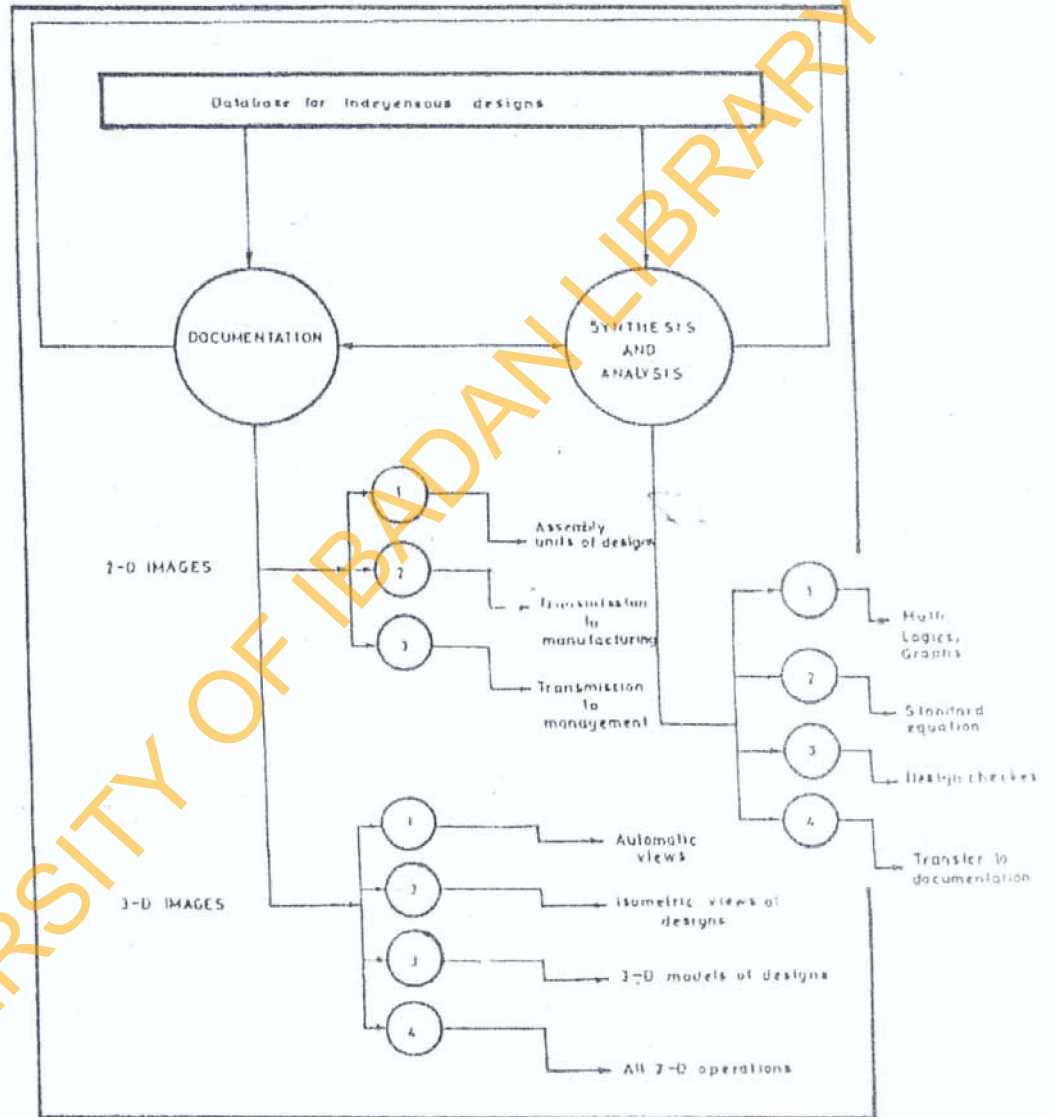 Database for Indeyensous designs
DOCUMENTATION
SYNTHESIS
AND
ANALYSIS
2-D IMAGES
1
Assembly
units of design
2
Transmission
to
manufacturing
3
Transmission
to
management
1
Math,
Logics,
Graphs
2
Standard
equation
3
Design checkes
4
Transfer to
documentation
3-D IMAGES
1
Automatic
views
2
Isometric views of
designs
3
3-D models of designs
4
All 2-D operations
UNIVERSITY OF IBADAN LIBRARY